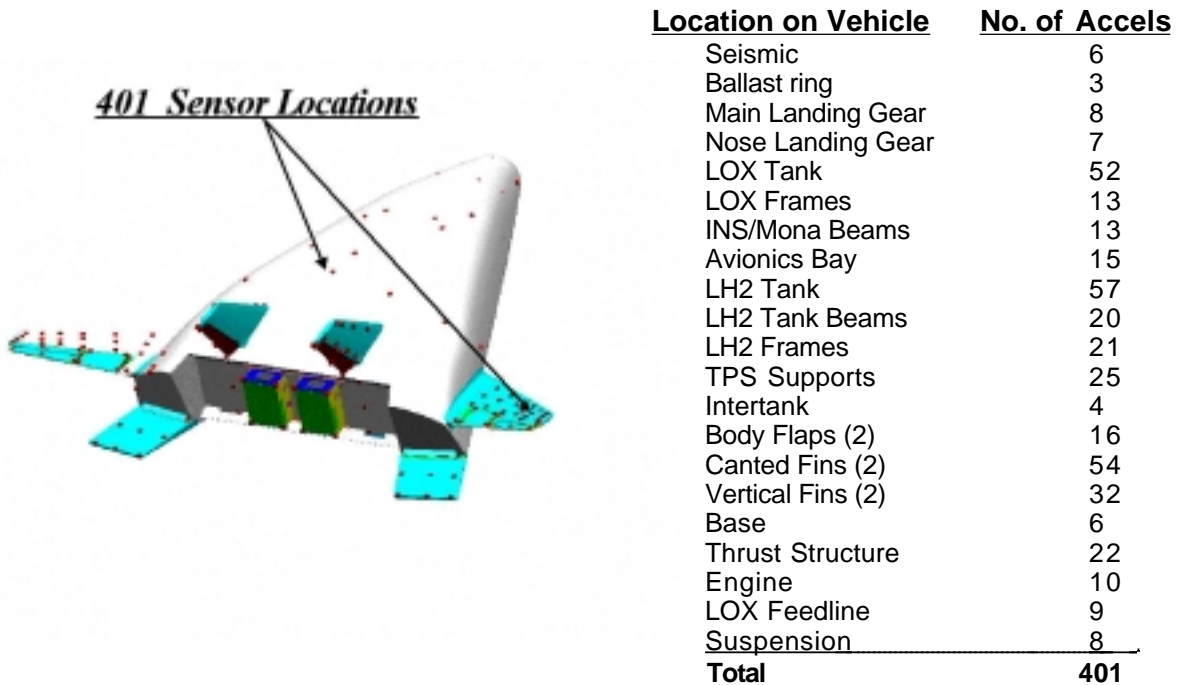 401 Sensor Locations
Location on Vehicle No. of Accels
Seismic 6
Ballast ring 3
Main Landing Gear 8
Nose Landing Gear 7
LOX Tank 52
LOX Frames 13
INS/Mona Beams 13
Avionics Bay 15
LH2 Tank 57
LH2 Tank Beams 20
LH2 Frames 21
TPS Supports 25
Intertank 4
Body Flaps (2) 16
Canted Fins (2) 54
Vertical Fins (2) 32
Base 6
Thrust Structure 22
Engine 10
LOX Feedline 9
Suspension 8
Total 401